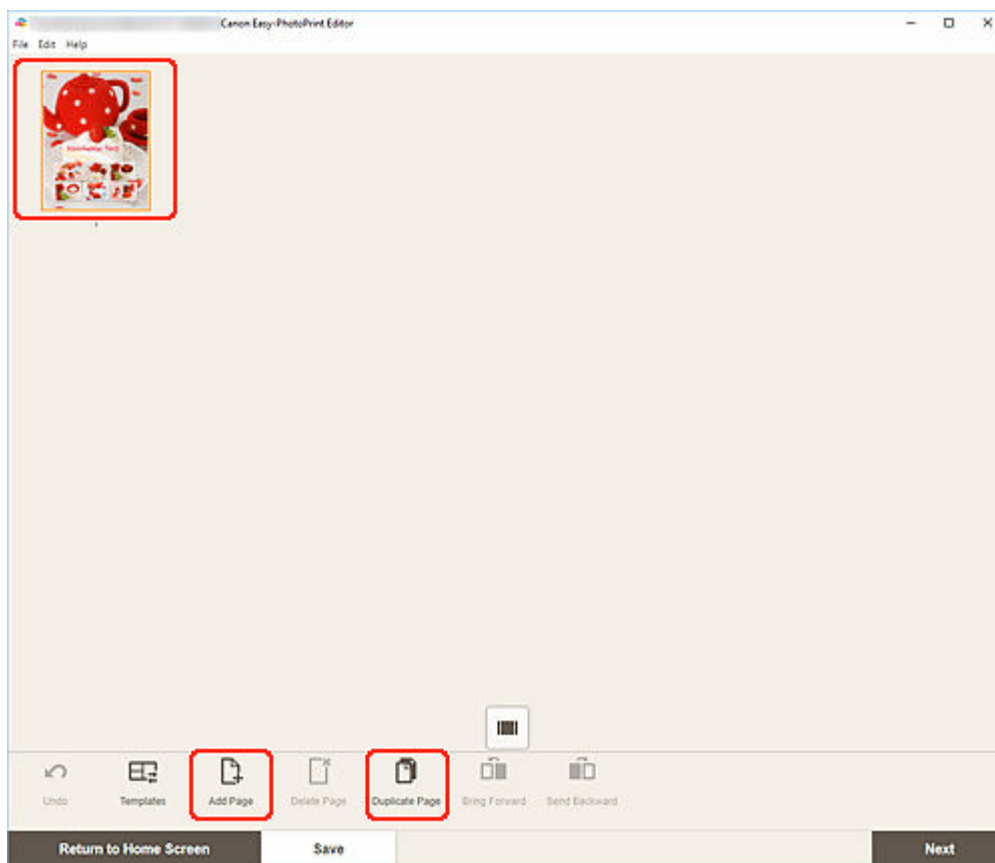 Canon Easy-PhotoPrint Editor
File Edit Help
Undo Templates Add Page Delete Page Duplicate Page Bring Forward Send Backward
Return to Home Screen Save Next